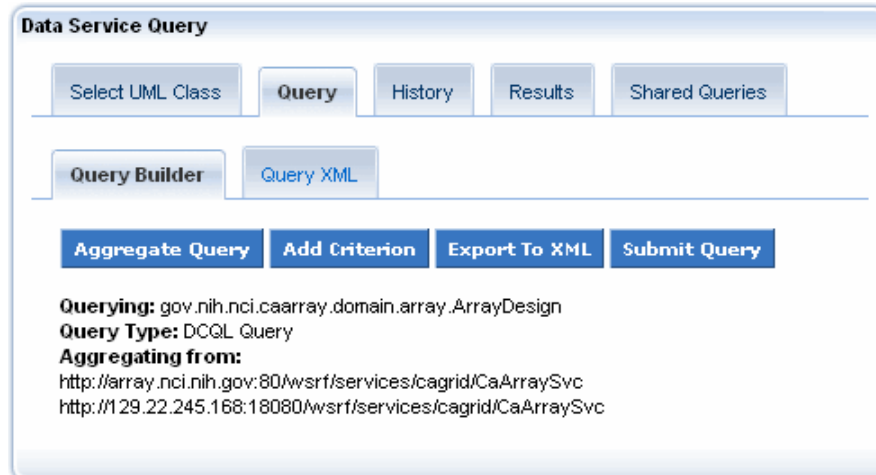 Data Service Query
Select UML Class Query History Results Shared Queries
Query Builder Query XML
Aggregate Query Add Criterion Export To XML Submit Query
Querying: gov.nih.nci.caarray.domain.array.ArrayDesign
Query Type: DCQL Query
Aggregating from:
http://array.nci.nih.gov:80/wsrf/services/cagrid/CaArraySvc
http://129.22.245.168:18080/wsrf/services/cagrid/CaArraySvc